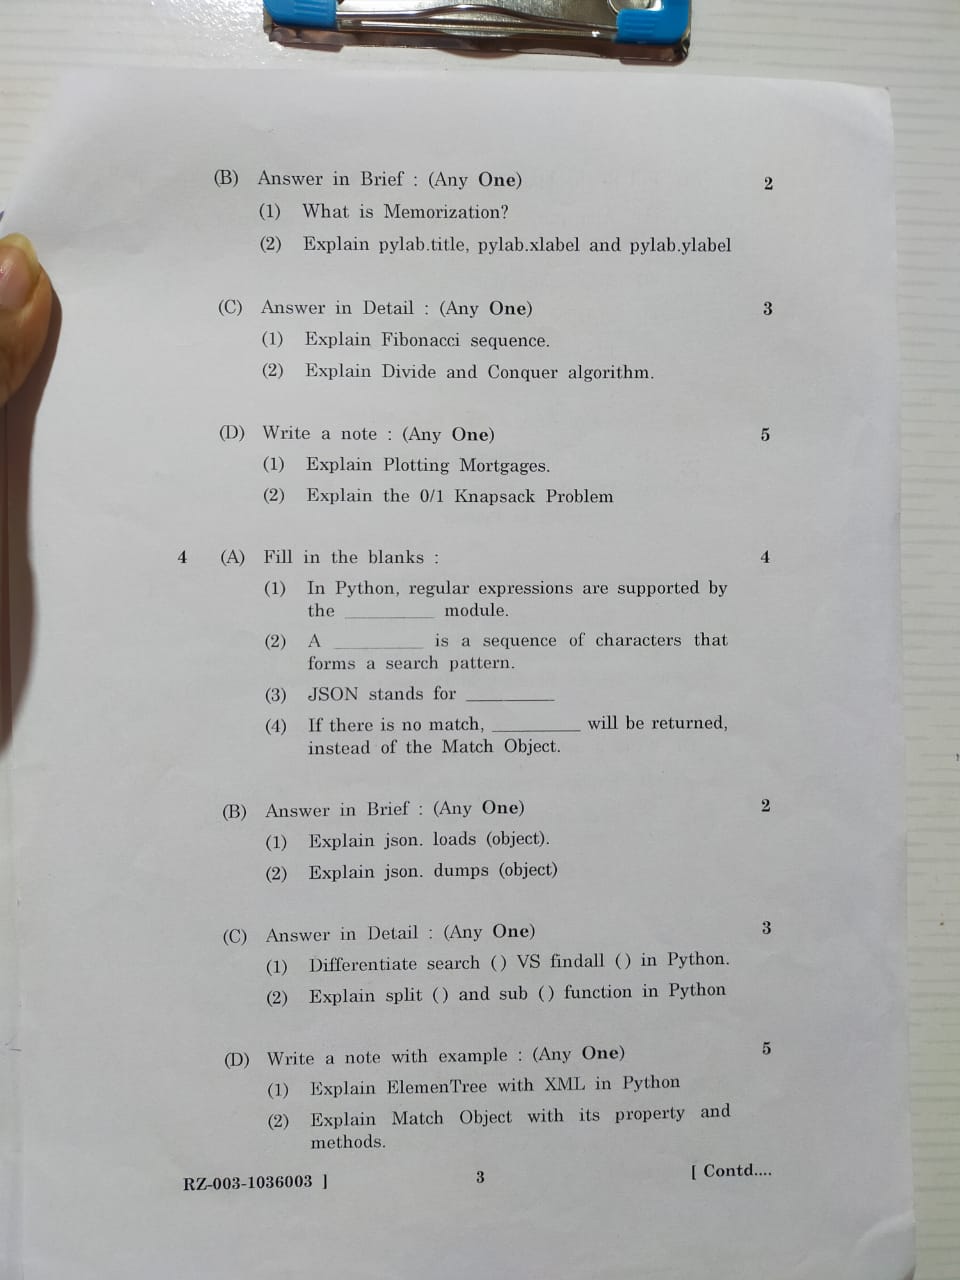 (B) Answer in Brief : (Any One) 2
(1) What is Memorization?
(2) Explain pylab.title, pylab.xlabel and pylab.ylabel
(C) Answer in Detail : (Any One) 3
(1) Explain Fibonacci sequence.
(2) Explain Divide and Conquer algorithm.
(D) Write a note : (Any One) 5
(1) Explain Plotting Mortgages.
(2) Explain the 0/1 Knapsack Problem
4 (A) Fill in the blanks : 4
(1) In Python, regular expressions are supported by
the _________ module.
(2) A _________ is a sequence of characters that
forms a search pattern.
(3) JSON stands for _________
(4) If there is no match, _________ will be returned,
instead of the Match Object.
(B) Answer in Brief : (Any One) 2
(1) Explain json. loads (object).
(2) Explain json. dumps (object)
(C) Answer in Detail : (Any One) 3
(1) Differentiate search ( ) VS findall ( ) in Python.
(2) Explain split ( ) and sub ( ) function in Python
(D) Write a note with example : (Any One) 5
(1) Explain ElemenTree with XML in Python
(2) Explain Match Object with its property and
methods.
RZ-003-1036003 ] 3 [ Contd....